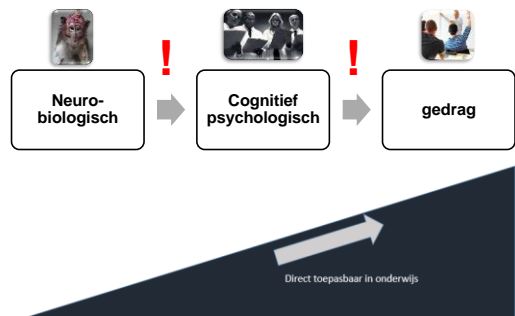 !
!
Neuro-
biologisch
Cognitief
psychologisch
gedrag
Direct toepasbaar in onderwijs